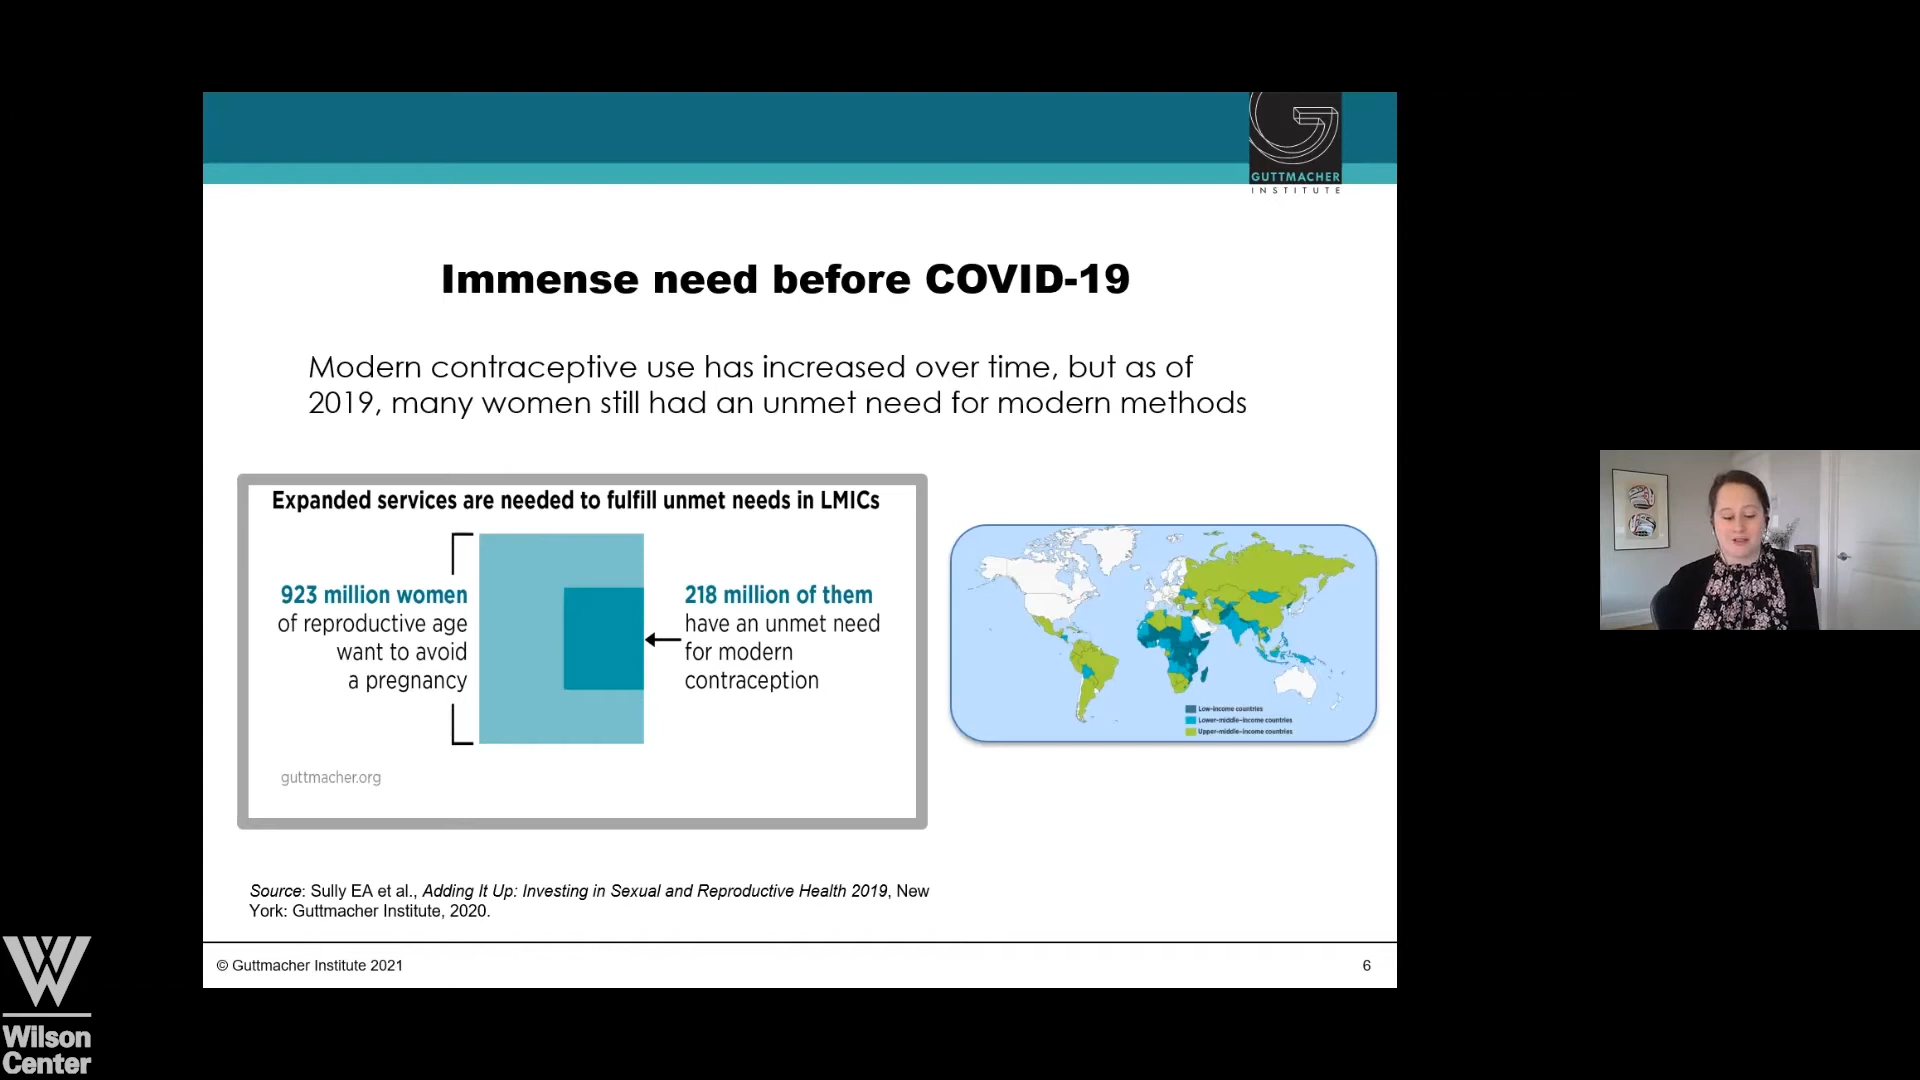 GUTTMACHER
INSTITUTE
Immense need before COVID-19
Modern contraceptive use has increased over time, but as of
2019, many women still had an unmet need for modern methods
Expanded services are needed to fulfill unmet needs in LMICs
923 million women
of reproductive age
want to avoid
a pregnancy
218 million of them
have an unmet need
for modern
contraception
guttmacher.org
Low-income countries
Lower-middle-income countries
Upper-middle-income countries
Source: Sully EA et al., Adding It Up: Investing in Sexual and Reproductive Health 2019, New
York: Guttmacher Institute, 2020.
© Guttmacher Institute 2021
6
Wilson
Center